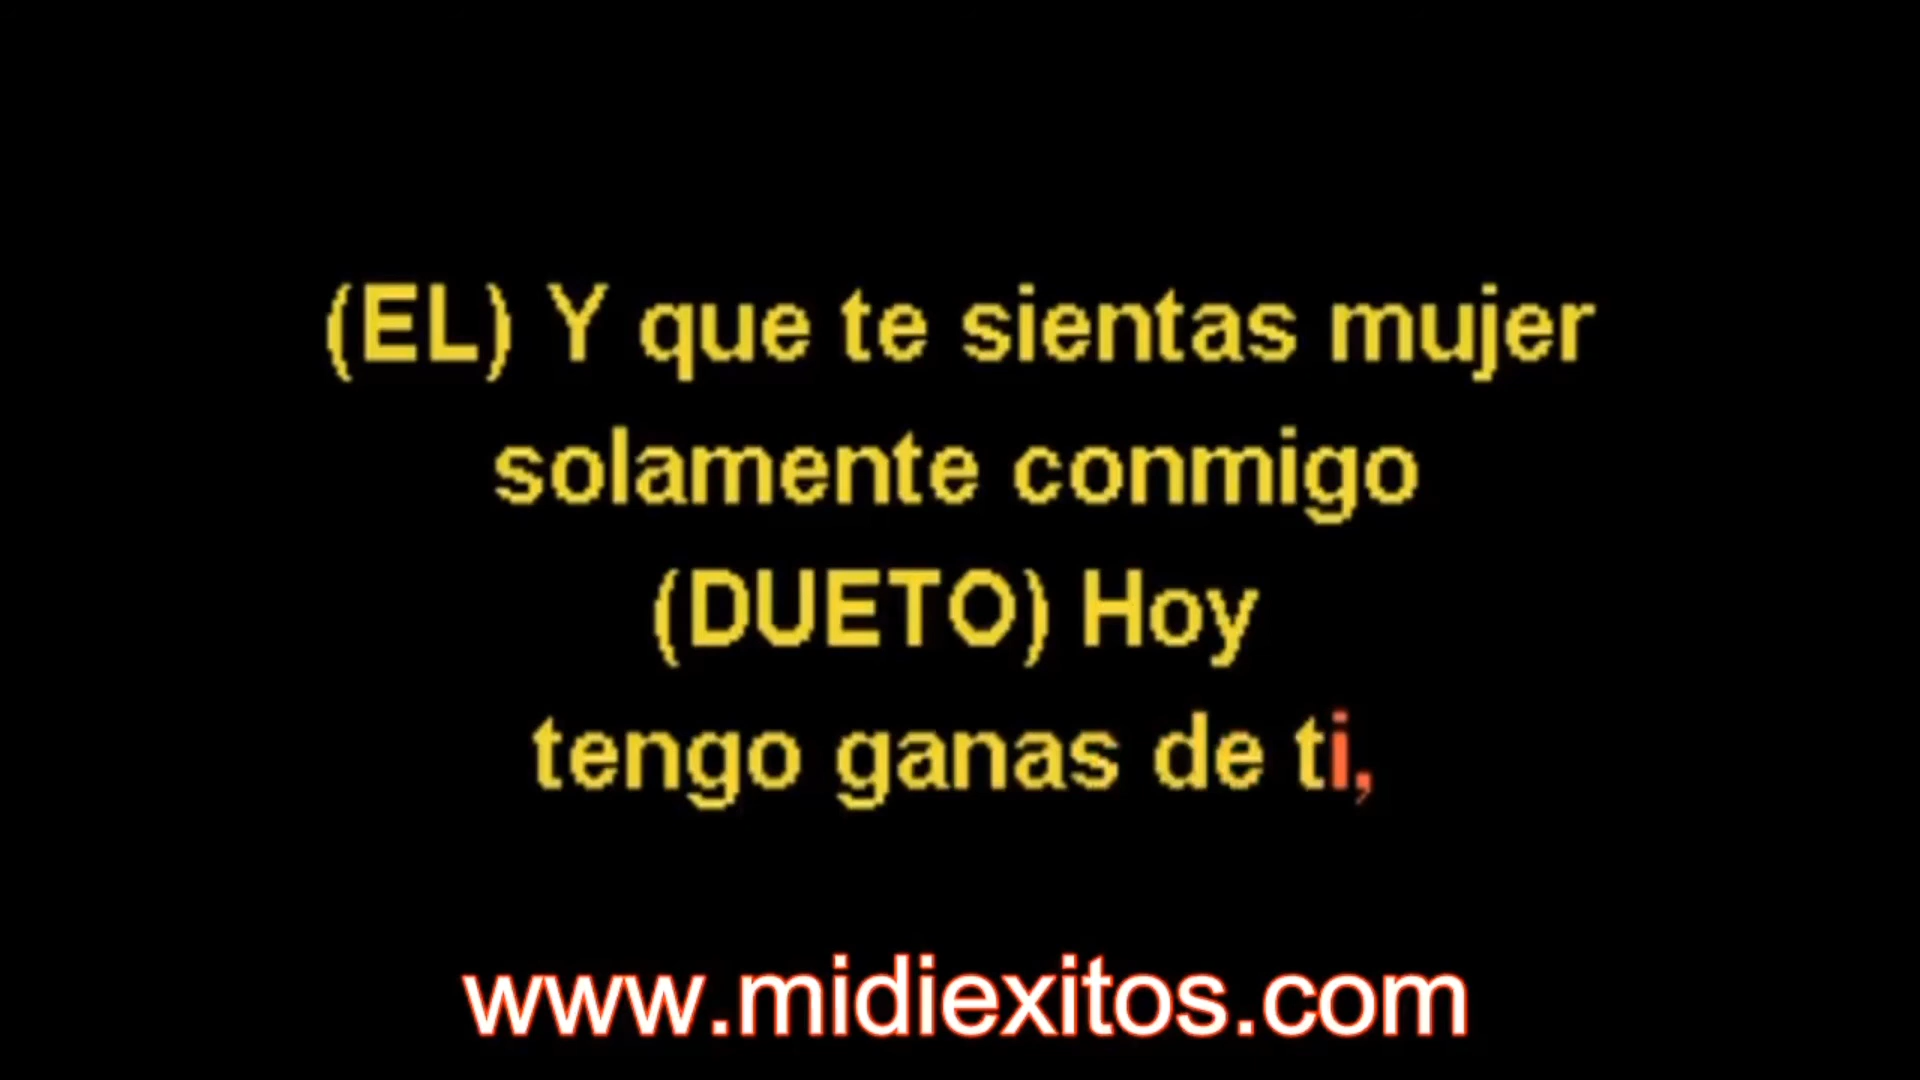 (EL) Y que te sientas mujer
solamente conmigo
(DUETO) Hoy
tengo ganas de ti,
www.midiexitos.com